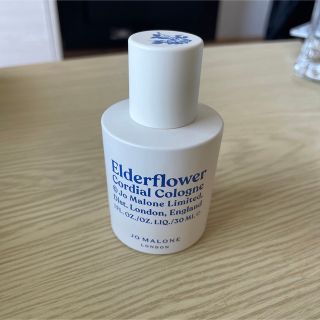 Elderflower
Cordial Cologne
© Jo Malone Limited,
Dist. London, England
1FL. OZ./OZ. LIQ./30 ML ℮
JO MALONE
LONDON